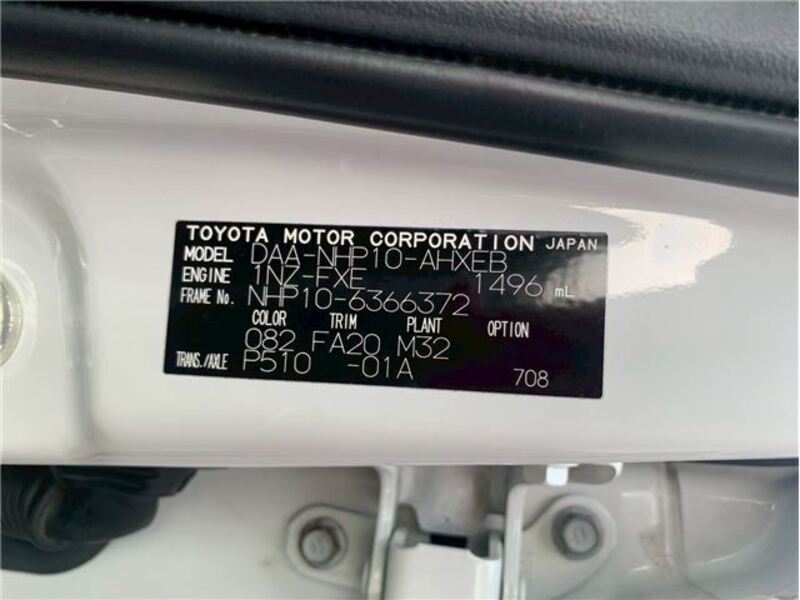 TOYOTA MOTOR CORPORATION JAPAN
MODEL DAA-NHP10-AHXEB
ENGINE 1NZ-FXE 1496 mL
FRAME No. NHP10-6366372
COLOR TRIM PLANT OPTION
082 FA20 M32
TRANS./AXLE P510 -01A 708